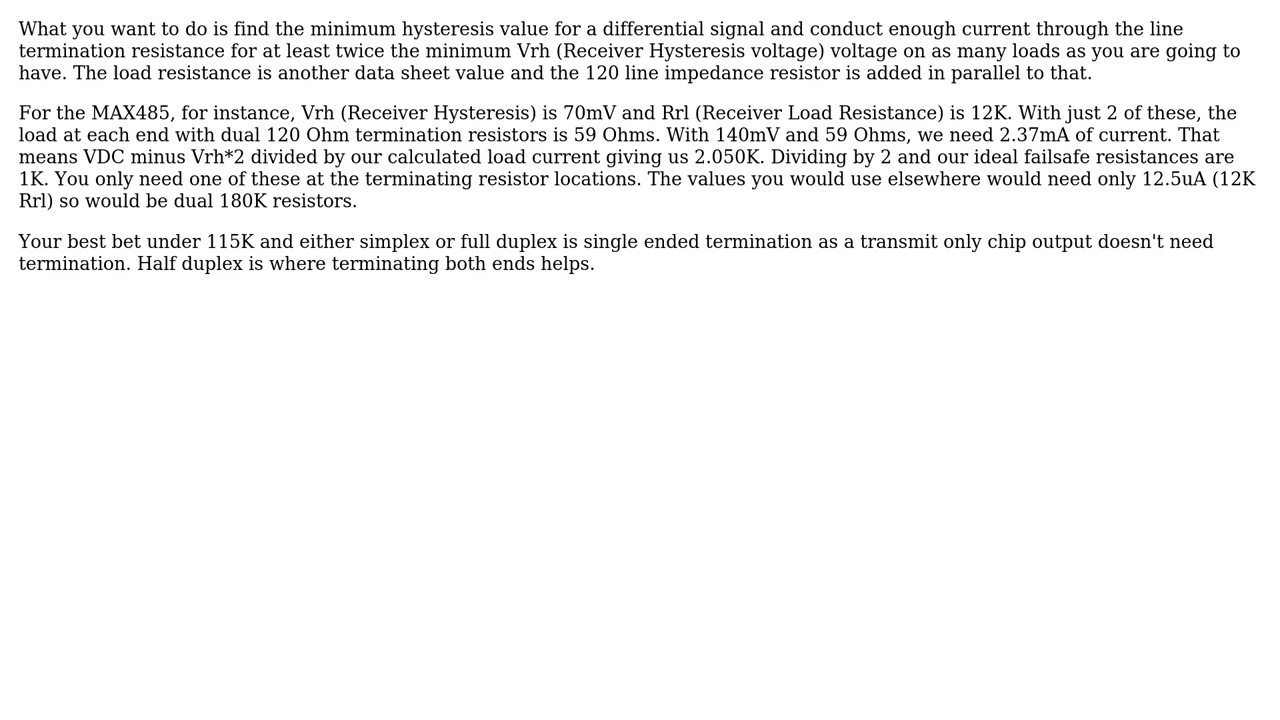 What you want to do is find the minimum hysteresis value for a differential signal and conduct enough current through the line
termination resistance for at least twice the minimum Vrh (Receiver Hysteresis voltage) voltage on as many loads as you are going to
have. The load resistance is another data sheet value and the 120 line impedance resistor is added in parallel to that.
For the MAX485, for instance, Vrh (Receiver Hysteresis) is 70mV and Rrl (Receiver Load Resistance) is 12K. With just 2 of these, the
load at each end with dual 120 Ohm termination resistors is 59 Ohms. With 140mV and 59 Ohms, we need 2.37mA of current. That
means VDC minus Vrh*2 divided by our calculated load current giving us 2.050K. Dividing by 2 and our ideal failsafe resistances are
1K. You only need one of these at the terminating resistor locations. The values you would use elsewhere would need only 12.5uA (12K
Rrl) so would be dual 180K resistors.
Your best bet under 115K and either simplex or full duplex is single ended termination as a transmit only chip output doesn't need
termination. Half duplex is where terminating both ends helps.